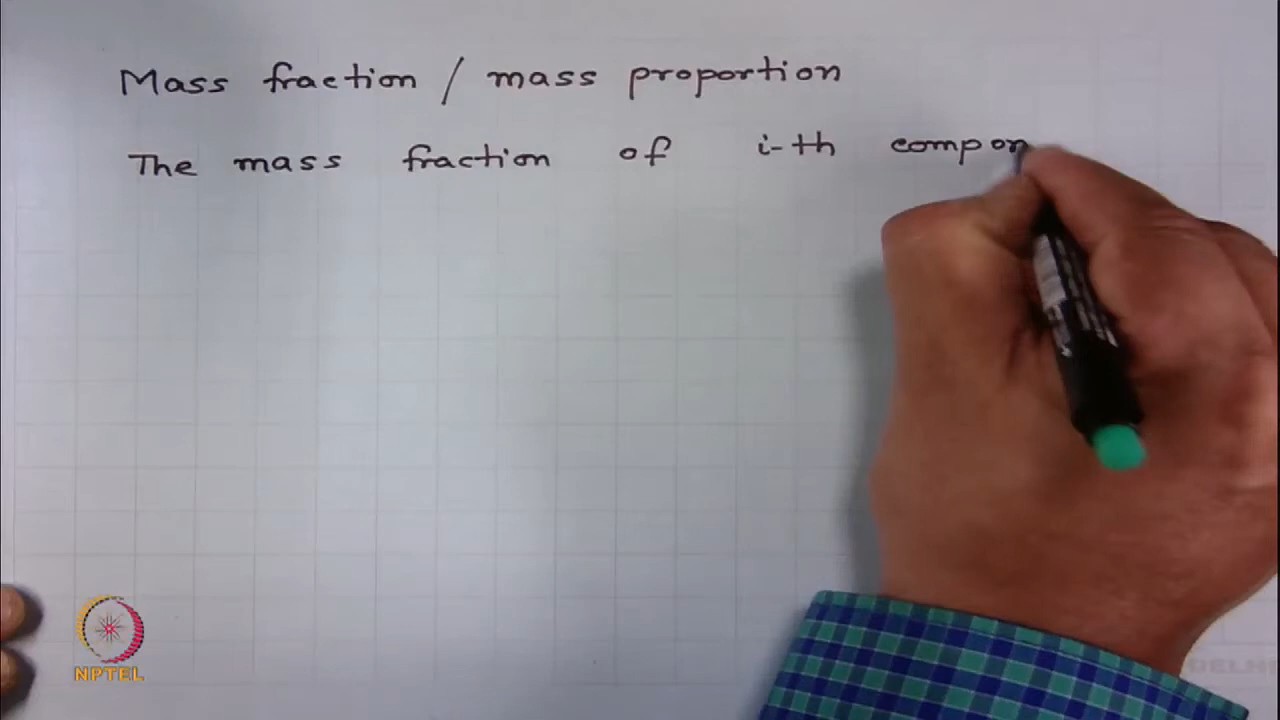 Mass fraction / mass proportion
The mass fraction of i-th compon
NPTEL